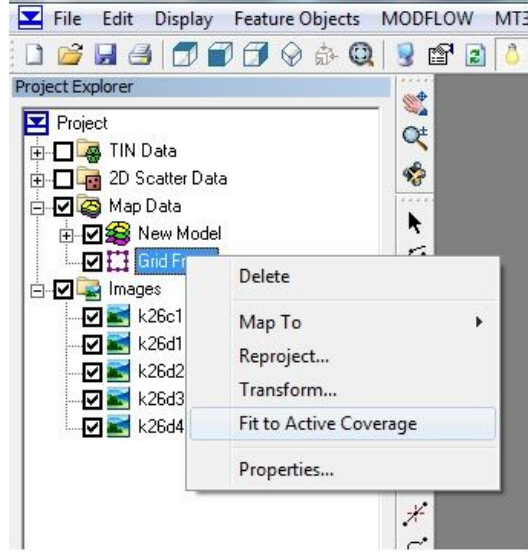 File Edit Display Feature Objects MODFLOW MT3
Project Explorer
Project
TIN Data
2D Scatter Data
Map Data
New Model
Grid Fr
Images
k26c1
k26d1
k26d2
k26d3
k26d4
Delete
Map To
Reproject...
Transform...
Fit to Active Coverage
Properties...